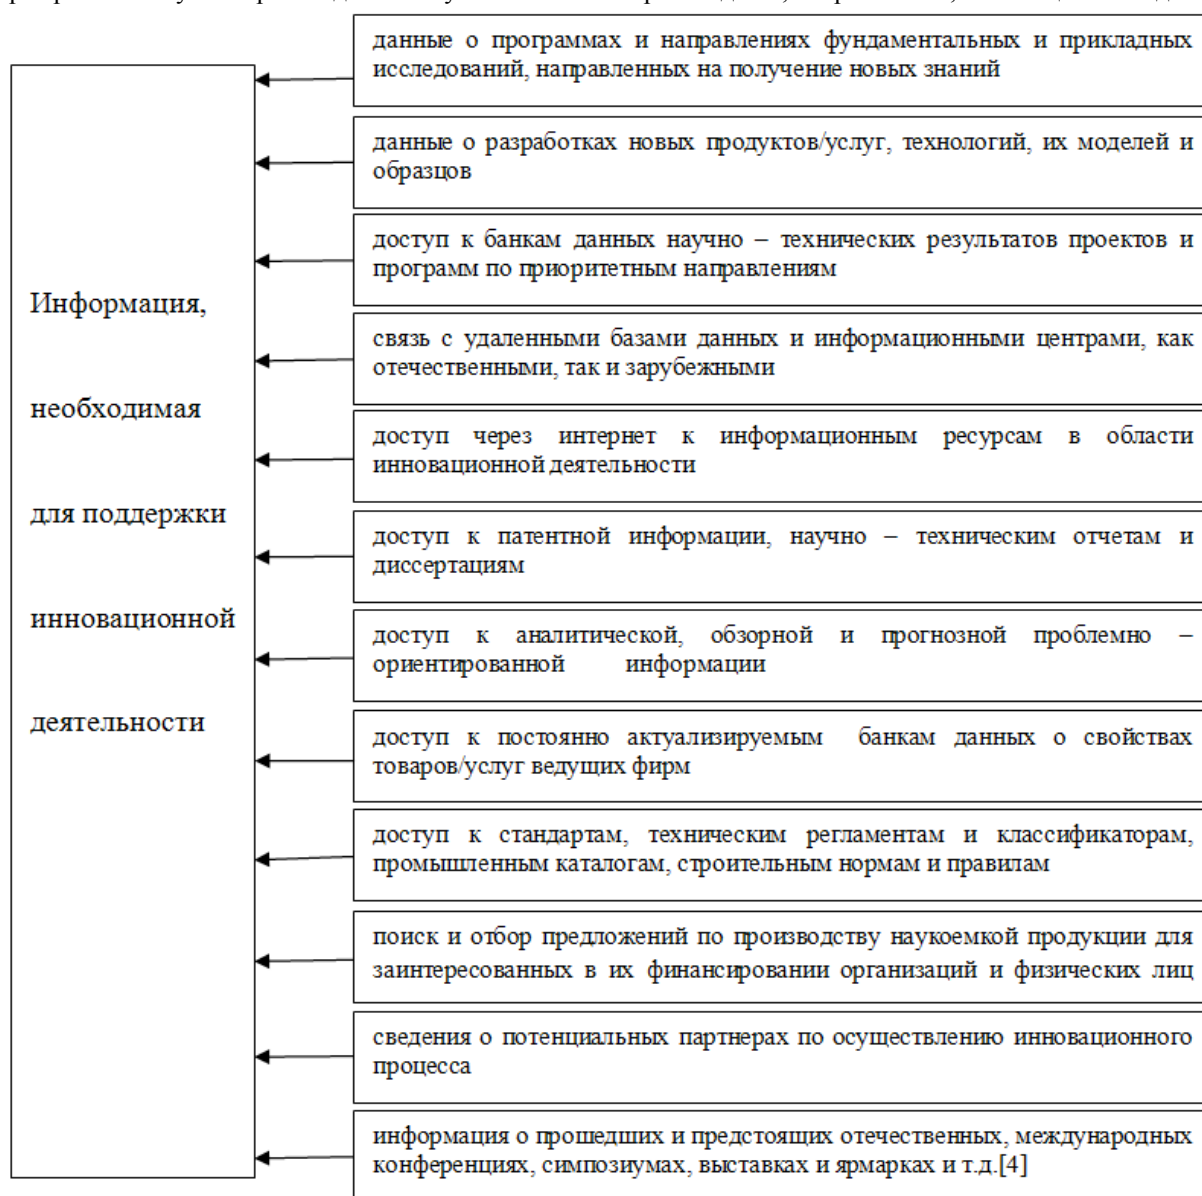 Информация,
необходимая
для поддержки
инновационной
деятельности
данные о программах и направлениях фундаментальных и прикладных
исследований, направленных на получение новых знаний
данные о разработках новых продуктов/услуг, технологий, их моделей и
образцов
доступ к банкам данных научно – технических результатов проектов и
программ по приоритетным направлениям
связь с удаленными базами данных и информационными центрами, как
отечественными, так и зарубежными
доступ через интернет к информационным ресурсам в области
инновационной деятельности
доступ к патентной информации, научно – техническим отчетам и
диссертациям
доступ к аналитической, обзорной и прогнозной проблемно –
ориентированной информации
доступ к постоянно актуализируемым банкам данных о свойствах
товаров/услуг ведущих фирм
доступ к стандартам, техническим регламентам и классификаторам,
промышленным каталогам, строительным нормам и правилам
поиск и отбор предложений по производству наукоемкой продукции для
заинтересованных в их финансировании организаций и физических лиц
сведения о потенциальных партнерах по осуществлению инновационного
процесса
информация о прошедших и предстоящих отечественных, международных
конференциях, симпозиумах, выставках и ярмарках и т.д.[4]